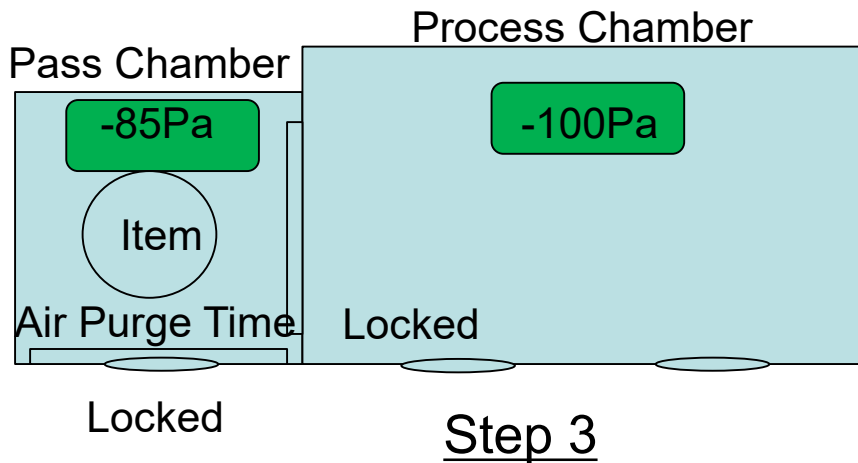 Process Chamber
Pass Chamber
-85Pa
-100Pa
Item
Air Purge Time
Locked
Locked
Step 3